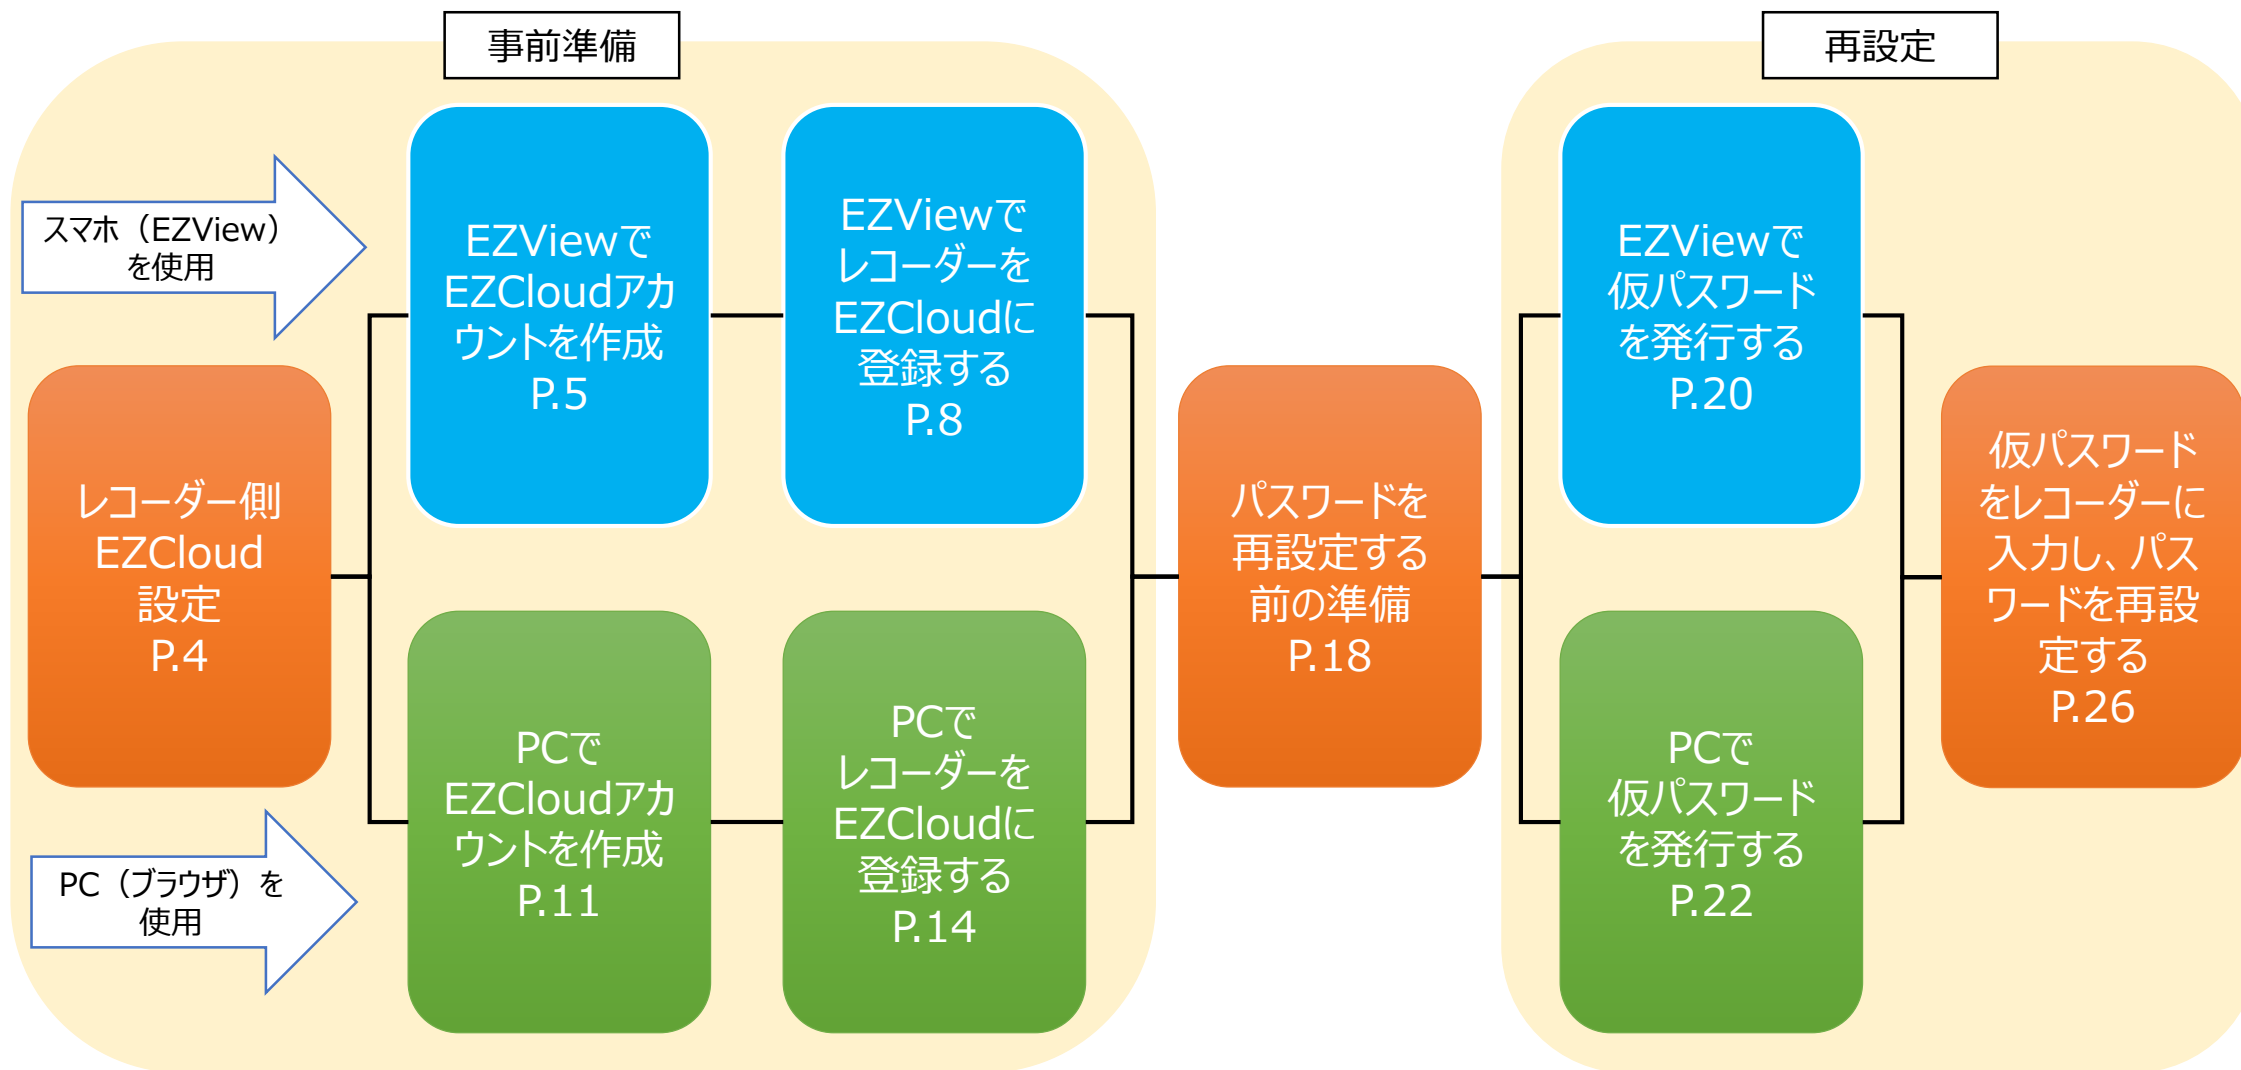 事前準備
再設定
スマホ（EZView）
を使用
レコーダー側
EZCloud
設定
P.4
PC（ブラウザ）を
使用
EZViewで
EZCloudアカ
ウントを作成
P.5
EZViewで
レコーダーを
EZCloudに
登録する
P.8
PCで
EZCloudアカ
ウントを作成
P.11
PCで
レコーダーを
EZCloudに
登録する
P.14
パスワードを
再設定する
前の準備
P.18
EZViewで
仮パスワード
を発行する
P.20
PCで
仮パスワード
を発行する
P.22
仮パスワード
をレコーダーに
入力し、パス
ワードを再設
定する
P.26